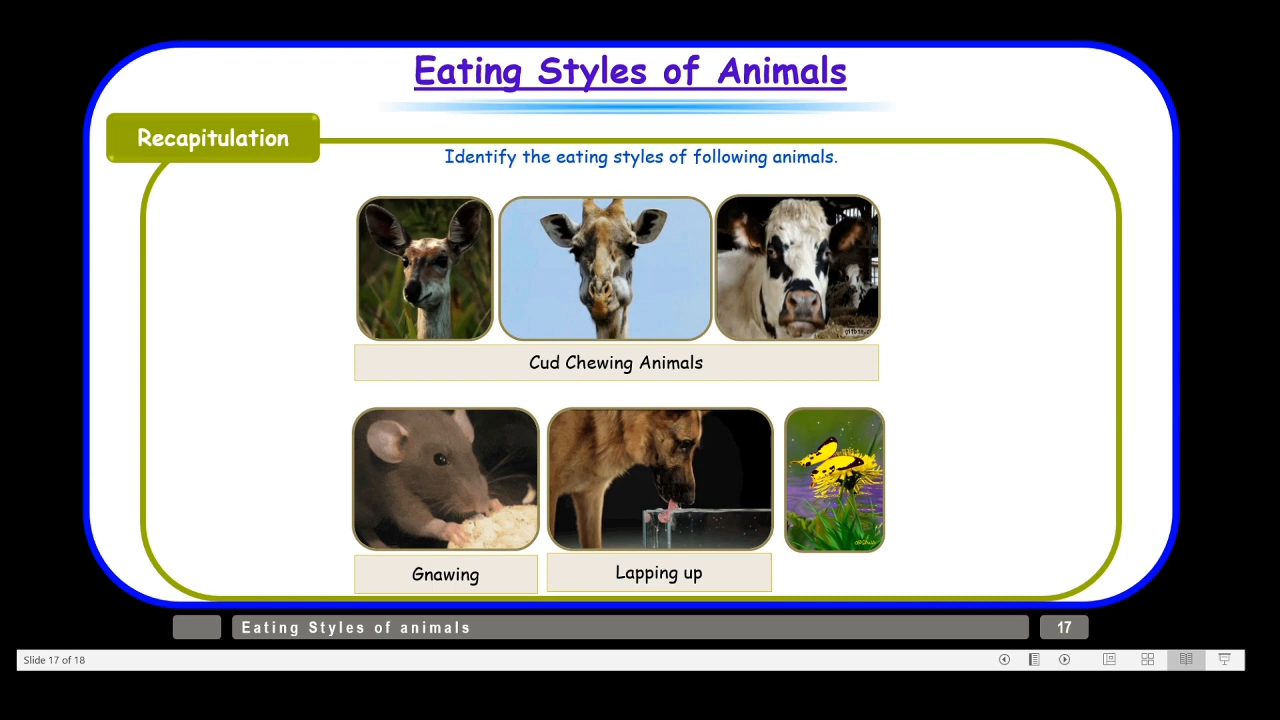 Eating Styles of Animals
Recapitulation
Identify the eating styles of following animals.
Cud Chewing Animals
Gnawing
Lapping up
Eating Styles of animals
17
Slide 17 of 18